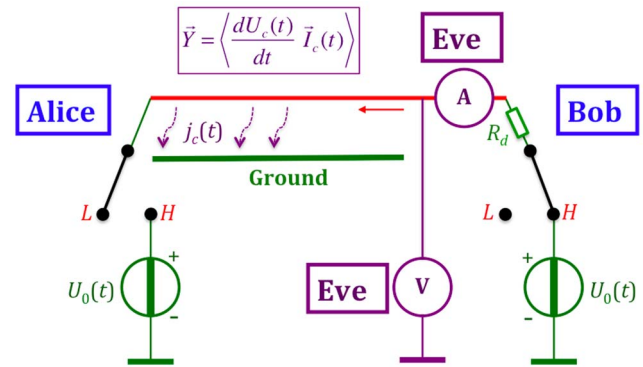 Y⃗ = ⟨ dU_c(t)/dt I⃗_c(t) ⟩
Eve
Alice
A
Bob
R_d
j_c(t)
Ground
L
H
L
H
+
U_0(t)
-
Eve
V
+
U_0(t)
-